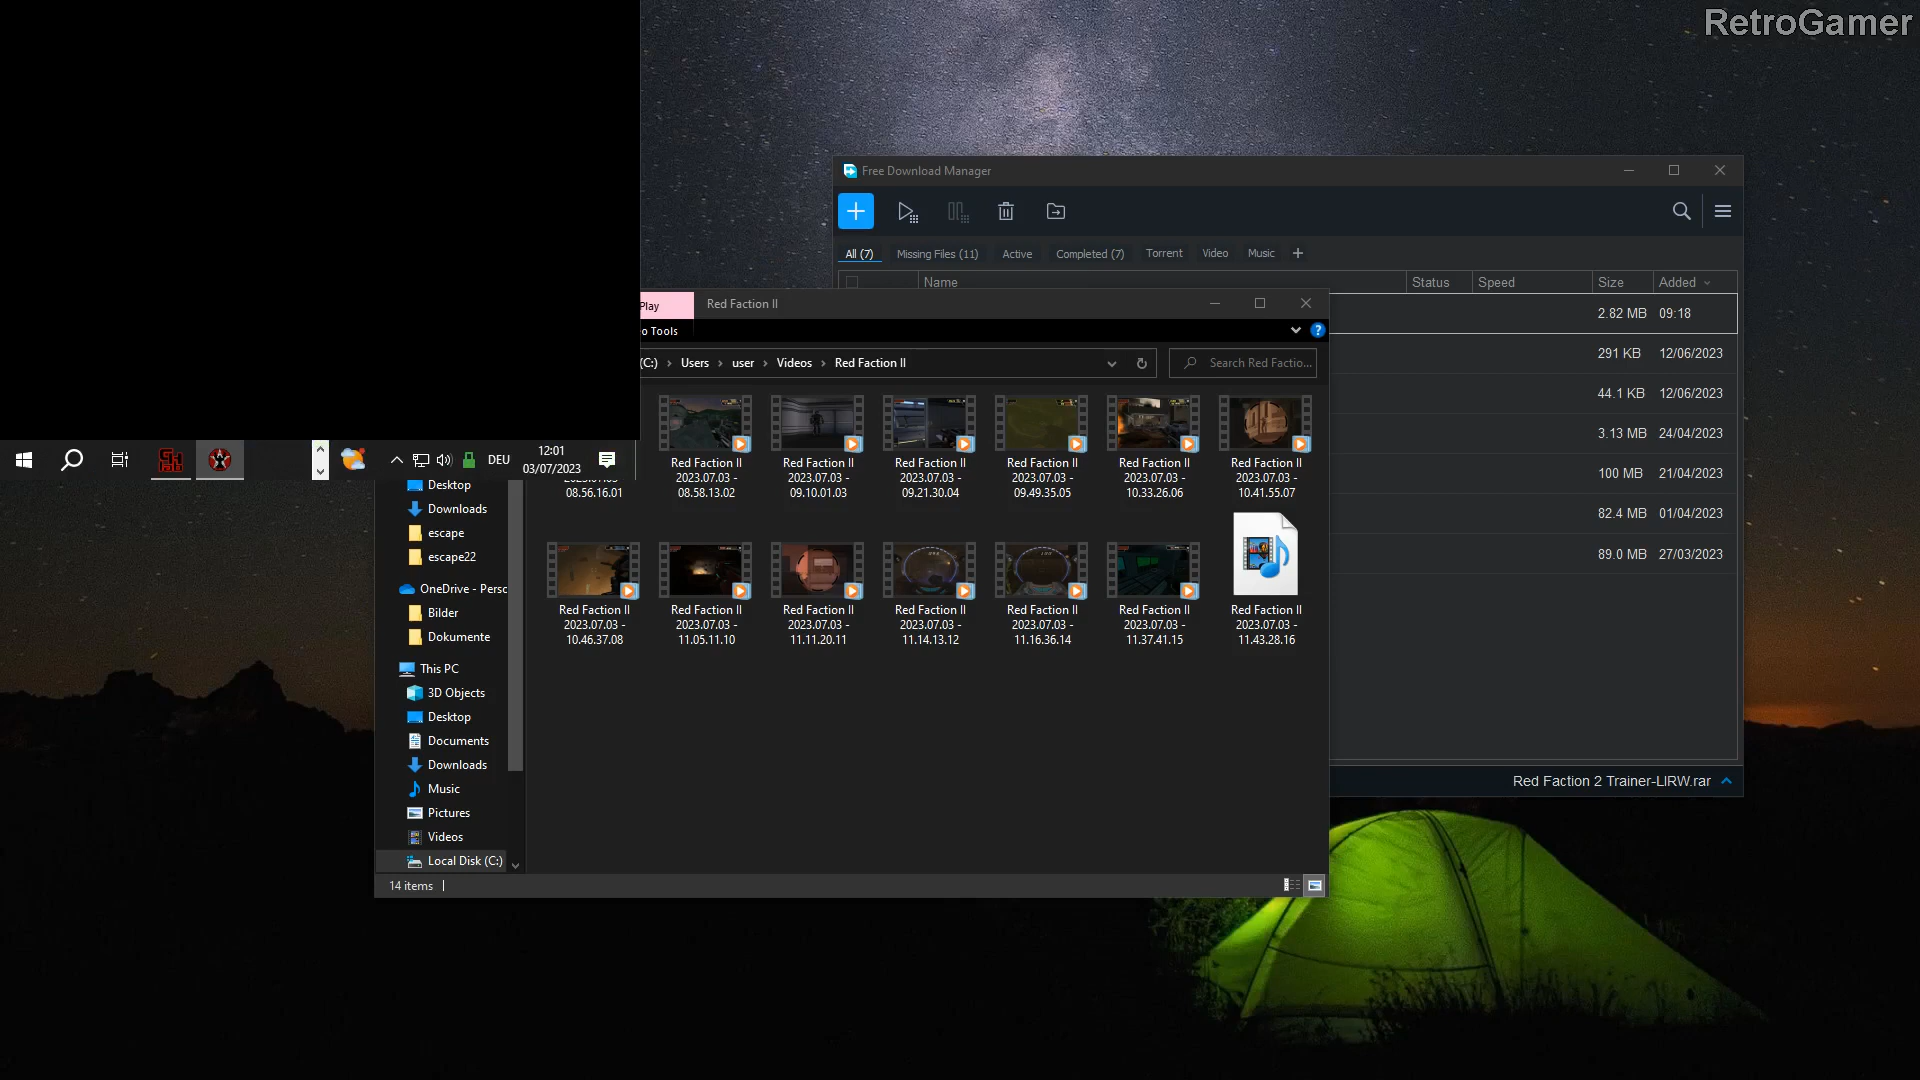 RetroGamer
Free Download Manager
All (7)
Missing Files (11)
Active
Completed (7)
Torrent
Video
Music
Name
Status
Speed
Size
Added
2.82 MB 09:18
291 KB 12/06/2023
44.1 KB 12/06/2023
3.13 MB 24/04/2023
100 MB 21/04/2023
82.4 MB 01/04/2023
89.0 MB 27/03/2023
Red Faction 2 Trainer-LIRW.rar
Play
Red Faction II
o Tools
(C:) › Users › user › Videos › Red Faction II
Search Red Factio...
DEU
12:01
03/07/2023
08.56.16.01
Red Faction II
2023.07.03 -
08.58.13.02
Red Faction II
2023.07.03 -
09.10.01.03
Red Faction II
2023.07.03 -
09.21.30.04
Red Faction II
2023.07.03 -
09.49.35.05
Red Faction II
2023.07.03 -
10.33.26.06
Red Faction II
2023.07.03 -
10.41.55.07
Red Faction II
2023.07.03 -
10.46.37.08
Red Faction II
2023.07.03 -
11.05.11.10
Red Faction II
2023.07.03 -
11.11.20.11
Red Faction II
2023.07.03 -
11.14.13.12
Red Faction II
2023.07.03 -
11.16.36.14
Red Faction II
2023.07.03 -
11.37.41.15
Red Faction II
2023.07.03 -
11.43.28.16
Desktop
Downloads
escape
escape22
OneDrive - Perso
Bilder
Dokumente
This PC
3D Objects
Desktop
Documents
Downloads
Music
Pictures
Videos
Local Disk (C:)
14 items